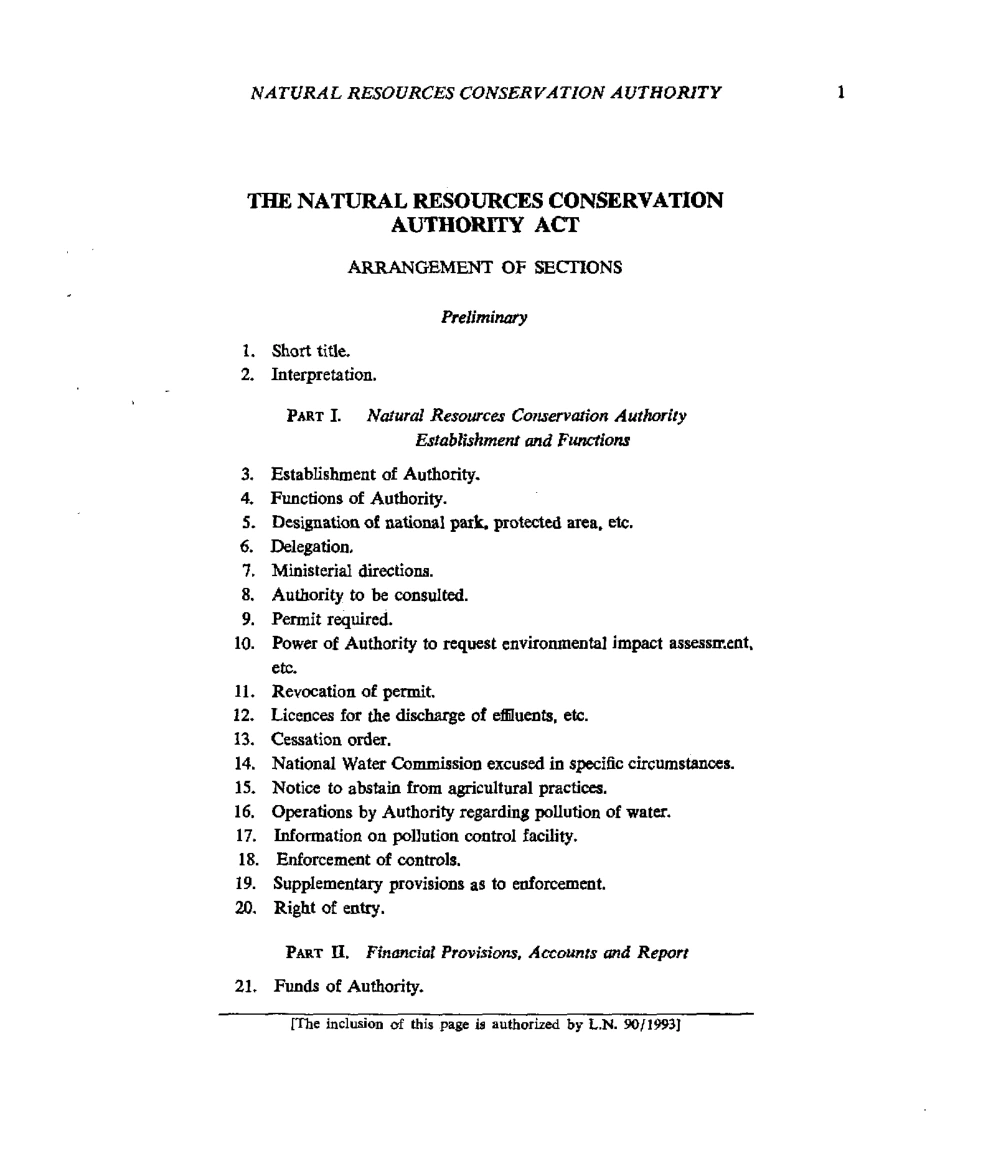 NATURAL RESOURCES CONSERVATION AUTHORITY 1
THE NATURAL RESOURCES CONSERVATION
AUTHORITY ACT
ARRANGEMENT OF SECTIONS
Preliminary
1. Short title.
2. Interpretation.
PART I. Natural Resources Conservation Authority
Establishment and Functions
3. Establishment of Authority.
4. Functions of Authority.
5. Designation of national park, protected area, etc.
6. Delegation.
7. Ministerial directions.
8. Authority to be consulted.
9. Permit required.
10. Power of Authority to request environmental impact assessment,
etc.
11. Revocation of permit.
12. Licences for the discharge of effluents, etc.
13. Cessation order.
14. National Water Commission excused in specific circumstances.
15. Notice to abstain from agricultural practices.
16. Operations by Authority regarding pollution of water.
17. Information on pollution control facility.
18. Enforcement of controls.
19. Supplementary provisions as to enforcement.
20. Right of entry.
PART II. Financial Provisions, Accounts and Report
21. Funds of Authority.
[The inclusion of this page is authorized by L.N. 90/1993]